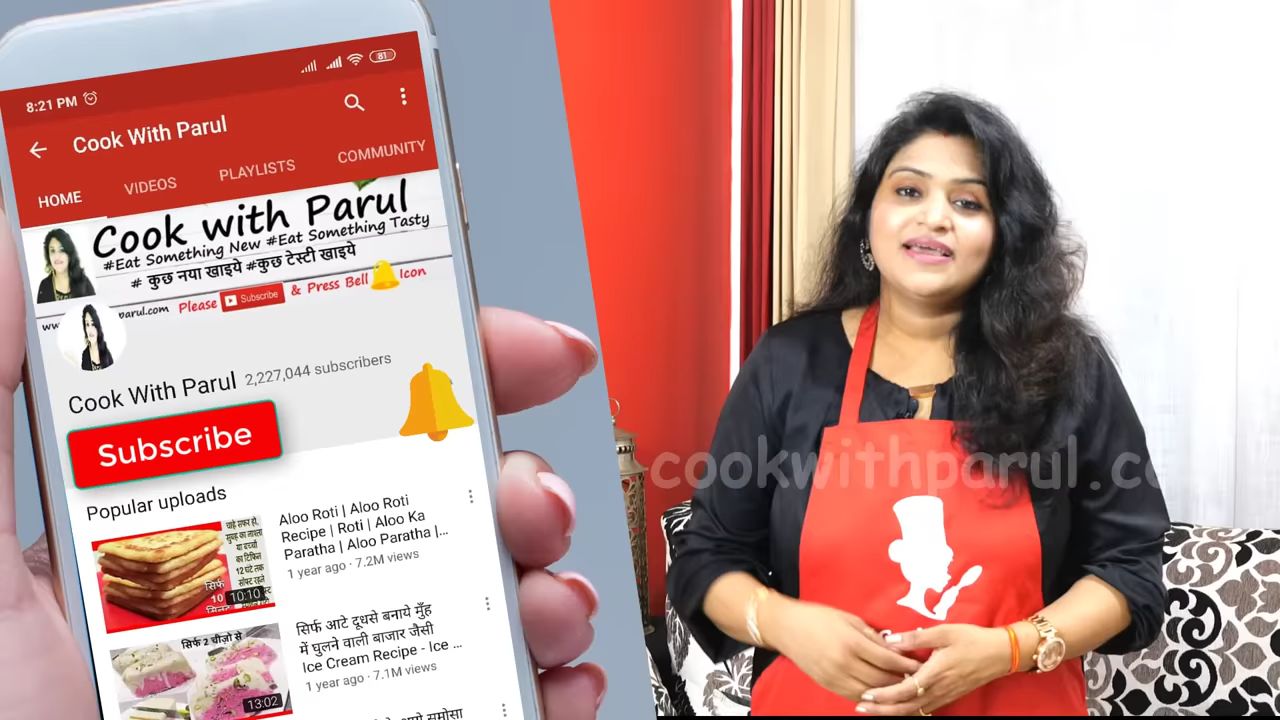 8:21 PM
81
Cook With Parul
HOME VIDEOS PLAYLISTS COMMUNITY
Cook with Parul
#Eat Something New #Eat Something Tasty
# कुछ नया खाइये #कुछ टेस्टी खाइये
Please Subscribe & Press Bell Icon
parul.com
Cook With Parul 2,227,044 subscribers
Subscribe
Popular uploads
Aloo Roti | Aloo Roti
Recipe | Roti | Aloo Ka
Paratha | Aloo Paratha |...
1 year ago · 7.2M views
सिर्फ
10
10:10
सिर्फ आटे दूधसे बनाये मुँह
में घुलने वाली बाजार जैसी
Ice Cream Recipe - Ice ...
1 year ago · 7.1M views
सिर्फ 2 चीज़ो से
13:02
समोसा
cookwithparul.c